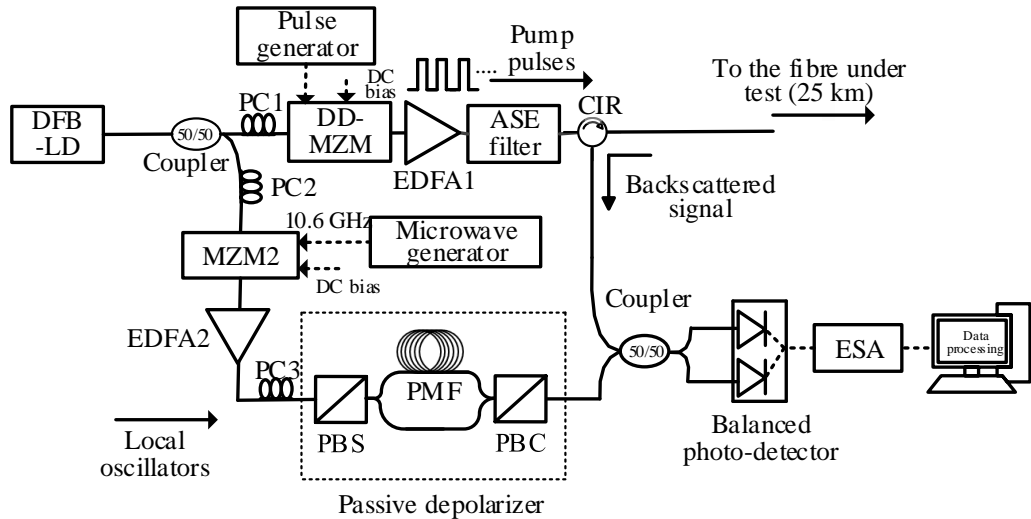 Pulse
generator
Pump
pulses
To the fibre under
test (25 km)
DC
bias
PC1
CIR
DFB
-LD
50/50
Coupler
DD-
MZM
ASE
filter
EDFA1
PC2
Backscattered
signal
10.6 GHz
MZM2
Microwave
generator
DC bias
Coupler
EDFA2
50/50
ESA
Data
processing
PC3
PMF
PBS
PBC
Local
oscillators
Balanced
photo-detector
Passive depolarizer